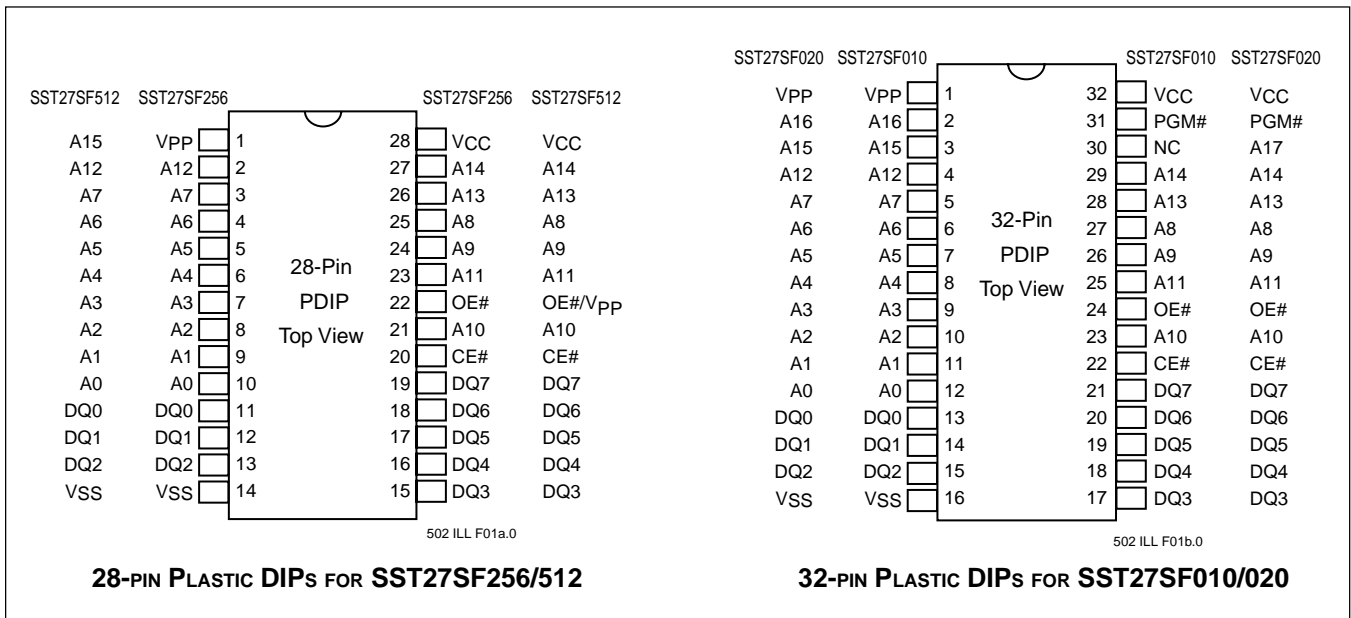 SST27SF512 SST27SF256 SST27SF256 SST27SF512
A15 VPP 1 28 VCC VCC
A12 A12 2 27 A14 A14
A7 A7 3 26 A13 A13
A6 A6 4 25 A8 A8
A5 A5 5 24 A9 A9
A4 A4 6 23 A11 A11
A3 A3 7 22 OE# OE#/VPP
A2 A2 8 21 A10 A10
A1 A1 9 20 CE# CE#
A0 A0 10 19 DQ7 DQ7
DQ0 DQ0 11 18 DQ6 DQ6
DQ1 DQ1 12 17 DQ5 DQ5
DQ2 DQ2 13 16 DQ4 DQ4
VSS VSS 14 15 DQ3 DQ3
28-Pin
PDIP
Top View
502 ILL F01a.0
28-PIN PLASTIC DIPS FOR SST27SF256/512
SST27SF020 SST27SF010 SST27SF010 SST27SF020
VPP VPP 1 32 VCC VCC
A16 A16 2 31 PGM# PGM#
A15 A15 3 30 NC A17
A12 A12 4 29 A14 A14
A7 A7 5 28 A13 A13
A6 A6 6 27 A8 A8
A5 A5 7 26 A9 A9
A4 A4 8 25 A11 A11
A3 A3 9 24 OE# OE#
A2 A2 10 23 A10 A10
A1 A1 11 22 CE# CE#
A0 A0 12 21 DQ7 DQ7
DQ0 DQ0 13 20 DQ6 DQ6
DQ1 DQ1 14 19 DQ5 DQ5
DQ2 DQ2 15 18 DQ4 DQ4
VSS VSS 16 17 DQ3 DQ3
32-Pin
PDIP
Top View
502 ILL F01b.0
32-PIN PLASTIC DIPS FOR SST27SF010/020